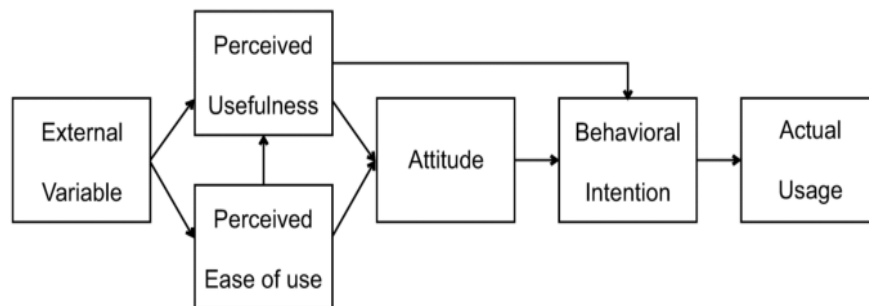 Perceived
Usefulness
External
Variable
Perceived
Ease of use
Attitude
Behavioral
Intention
Actual
Usage